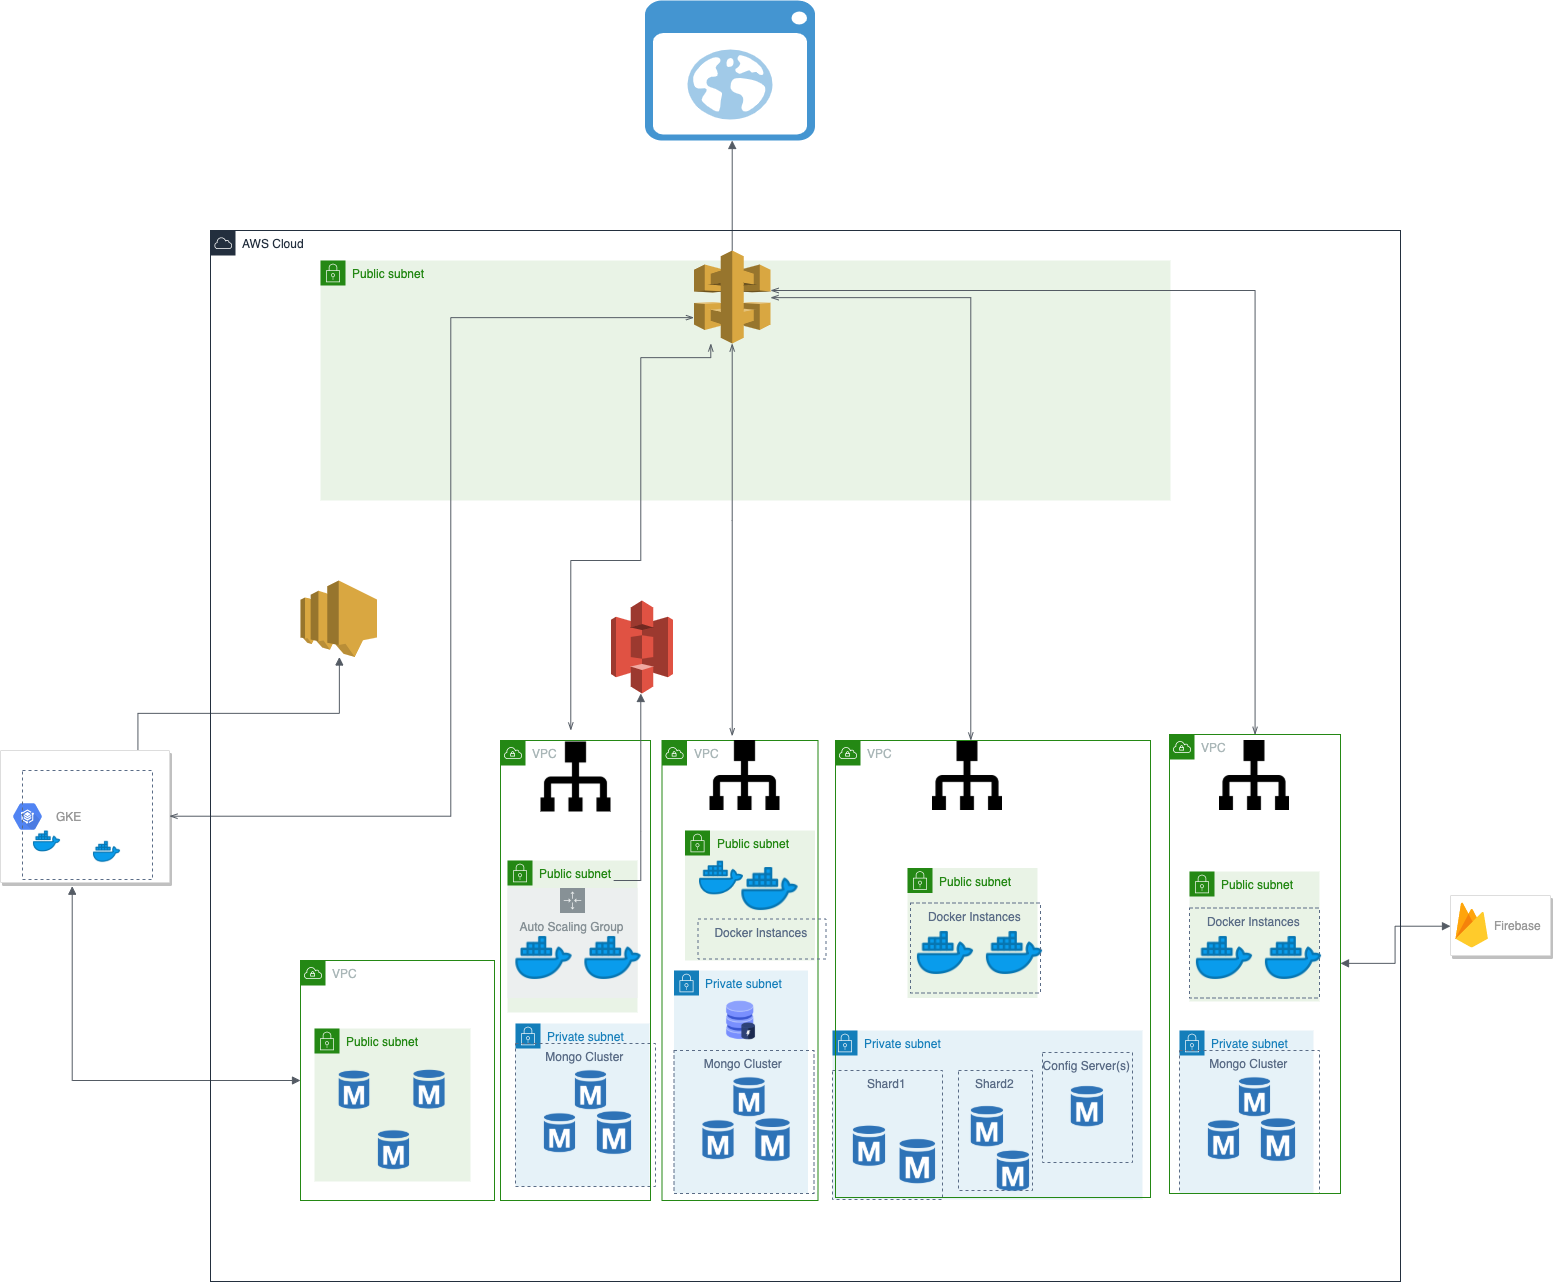 AWS Cloud
Public subnet
GKE
VPC
Public subnet
M
M
M
VPC
Public subnet
Auto Scaling Group
Private subnet
Mongo Cluster
M
M
M
VPC
Public subnet
Docker Instances
Private subnet
Mongo Cluster
M
M
M
VPC
Public subnet
Docker Instances
Private subnet
Shard1
M
M
Shard2
M
M
Config Server(s)
M
VPC
Public subnet
Docker Instances
Private subnet
Mongo Cluster
M
M
M
Firebase